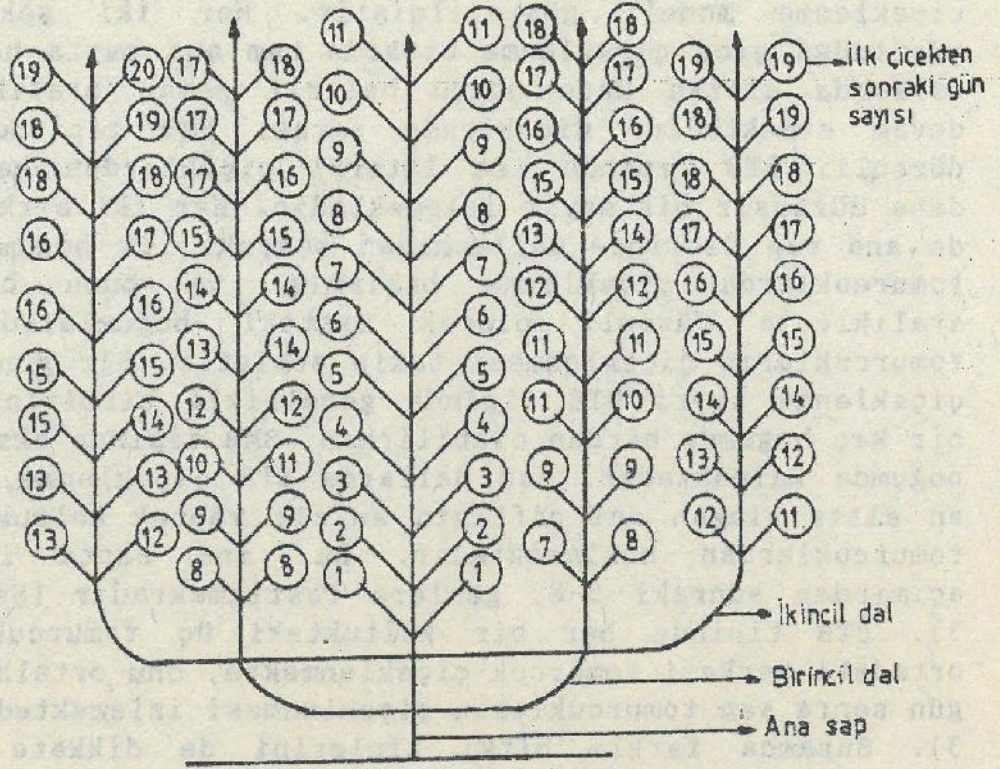 11 11 18 18
19 20 17 18 17 17 19 19 İlk çiçekten
sonraki gün
sayısı
18 19 17 17 10 10 16 16 18 19
18 18 17 16 9 9 15 15 18 18
16 17 15 15 8 8 13 14 17 17
16 16 14 14 7 7 12 12 16 16
15 15 13 14 6 6 11 11 15 15
15 14 12 12 5 5 11 10 14 14
13 13 10 11 4 4 9 9 13 12
13 12 9 9 3 3 7 8 12 11
8 8 2 2
1 1
İkincil dal
Birincil dal
Ana sap